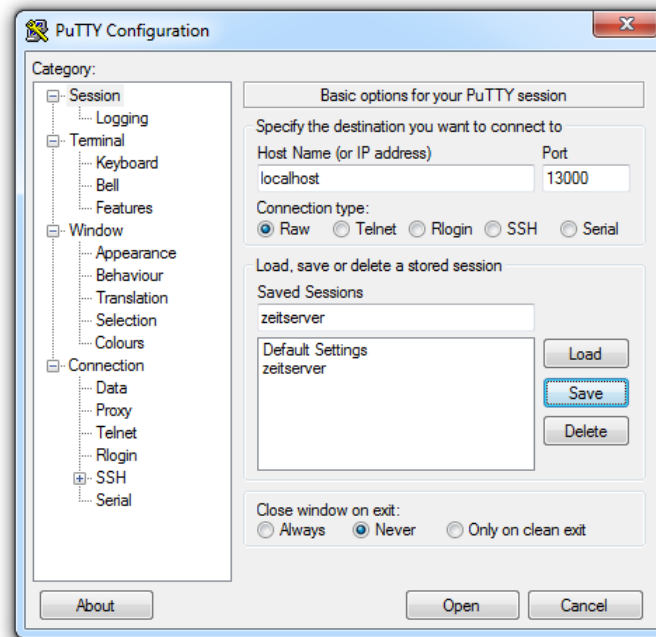 PuTTY Configuration
Category:
Session
Logging
Terminal
Keyboard
Bell
Features
Window
Appearance
Behaviour
Translation
Selection
Colours
Connection
Data
Proxy
Telnet
Rlogin
SSH
Serial
Basic options for your PuTTY session
Specify the destination you want to connect to
Host Name (or IP address) Port
localhost 13000
Connection type:
Raw Telnet Rlogin SSH Serial
Load, save or delete a stored session
Saved Sessions
zeitserver
Default Settings
zeitserver
Load
Save
Delete
Close window on exit:
Always Never Only on clean exit
About Open Cancel